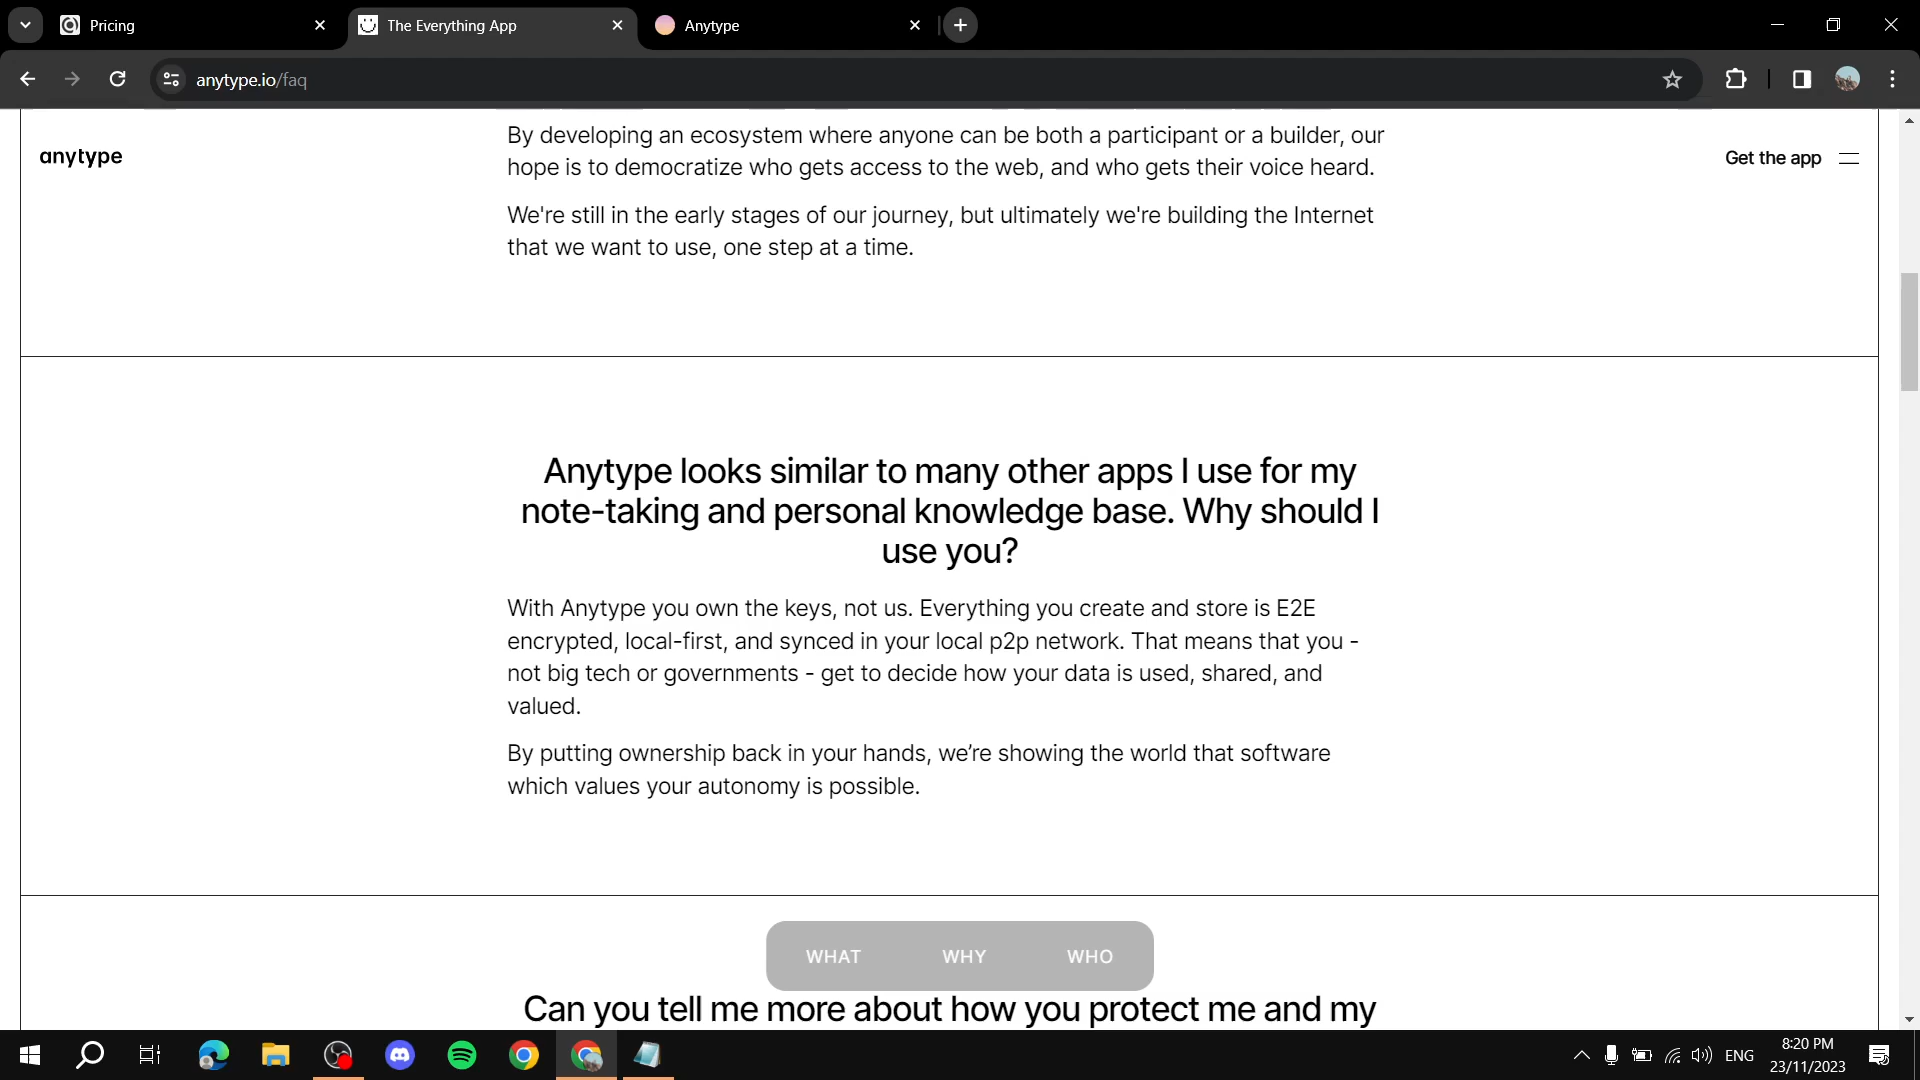 Pricing
The Everything App
Anytype
anytype.io/faq
anytype
Get the app
By developing an ecosystem where anyone can be both a participant or a builder, our
hope is to democratize who gets access to the web, and who gets their voice heard.
We're still in the early stages of our journey, but ultimately we're building the Internet
that we want to use, one step at a time.
Anytype looks similar to many other apps I use for my
note-taking and personal knowledge base. Why should I
use you?
With Anytype you own the keys, not us. Everything you create and store is E2E
encrypted, local-first, and synced in your local p2p network. That means that you -
not big tech or governments - get to decide how your data is used, shared, and
valued.
By putting ownership back in your hands, we’re showing the world that software
which values your autonomy is possible.
WHAT WHY WHO
Can you tell me more about how you protect me and my
ENG
8:20 PM
23/11/2023